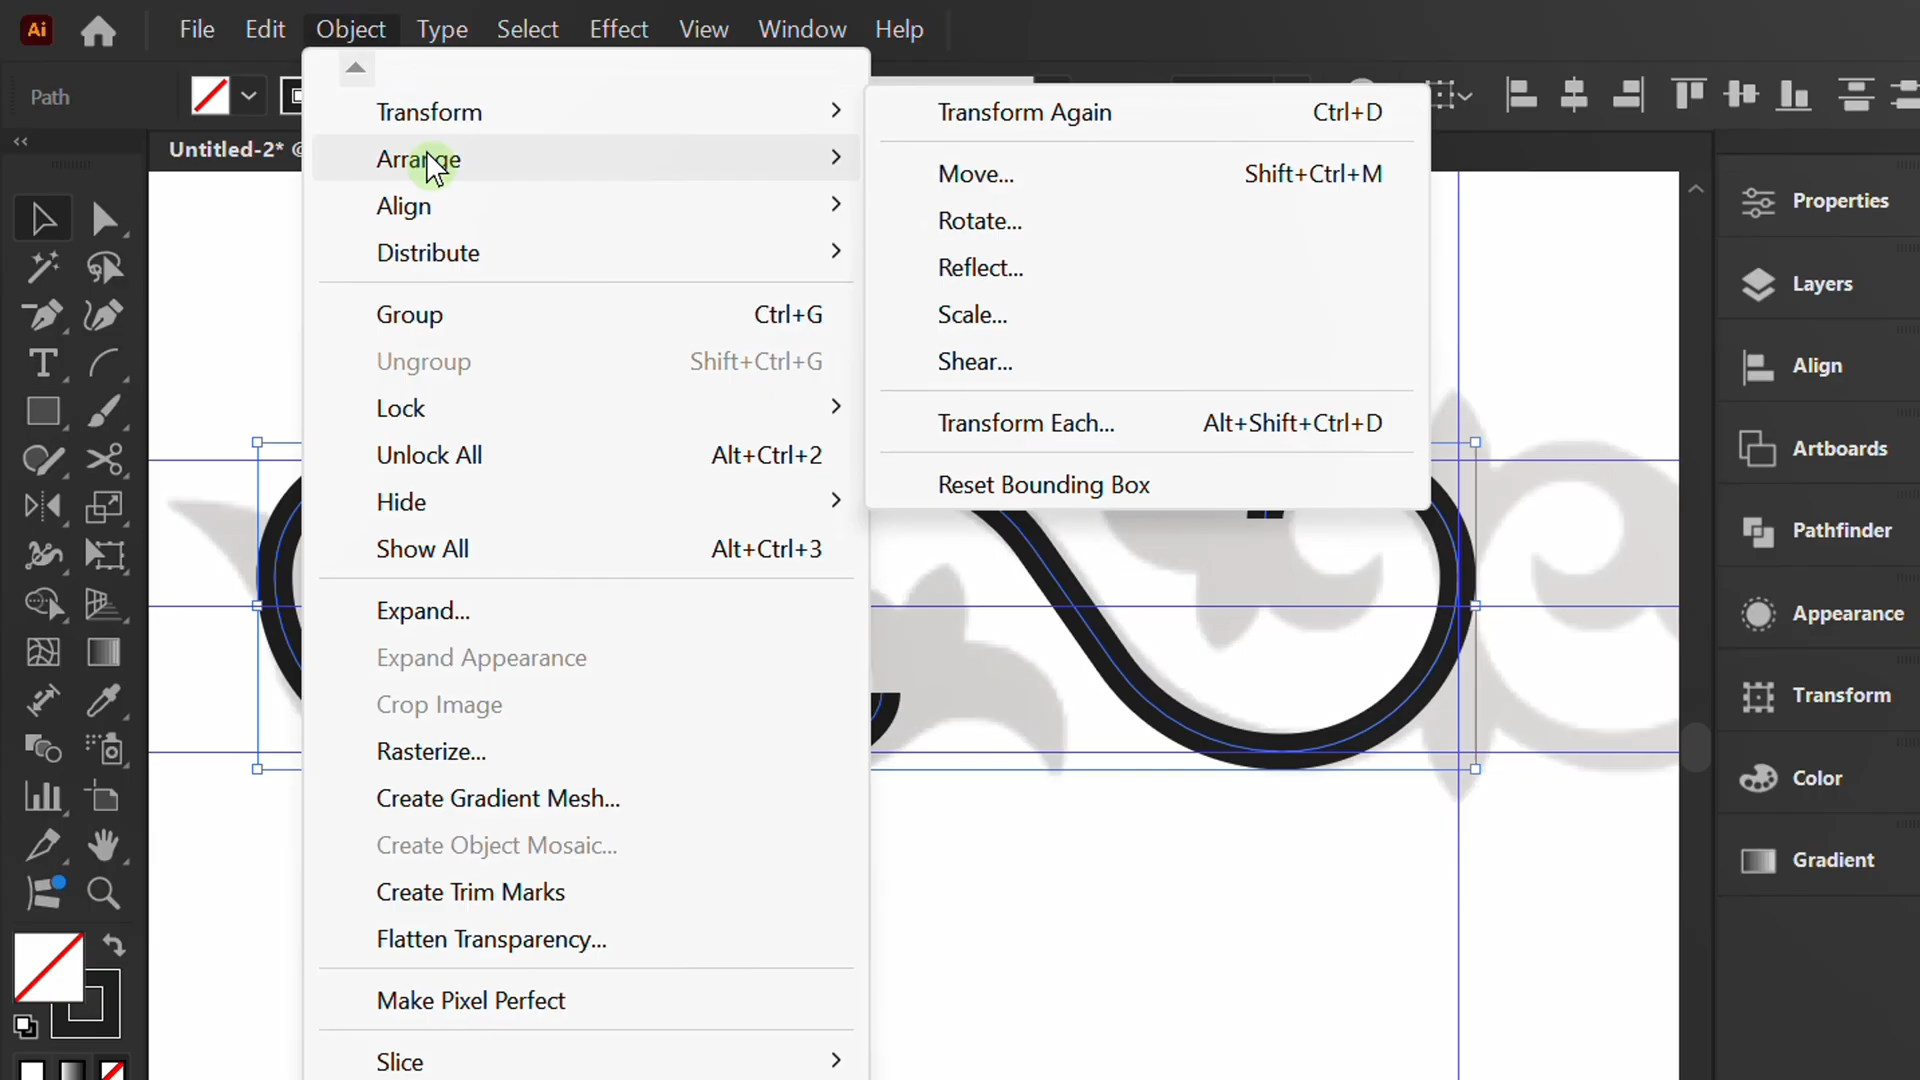 Ai
File Edit Object Type Select Effect View Window Help
Path
Untitled-2*
Transform
Arrange
Align
Distribute
Group Ctrl+G
Ungroup Shift+Ctrl+G
Lock
Unlock All Alt+Ctrl+2
Hide
Show All Alt+Ctrl+3
Expand...
Expand Appearance
Crop Image
Rasterize...
Create Gradient Mesh...
Create Object Mosaic...
Create Trim Marks
Flatten Transparency...
Make Pixel Perfect
Slice
Transform Again Ctrl+D
Move... Shift+Ctrl+M
Rotate...
Reflect...
Scale...
Shear...
Transform Each... Alt+Shift+Ctrl+D
Reset Bounding Box
Properties
Layers
Align
Artboards
Pathfinder
Appearance
Transform
Color
Gradient